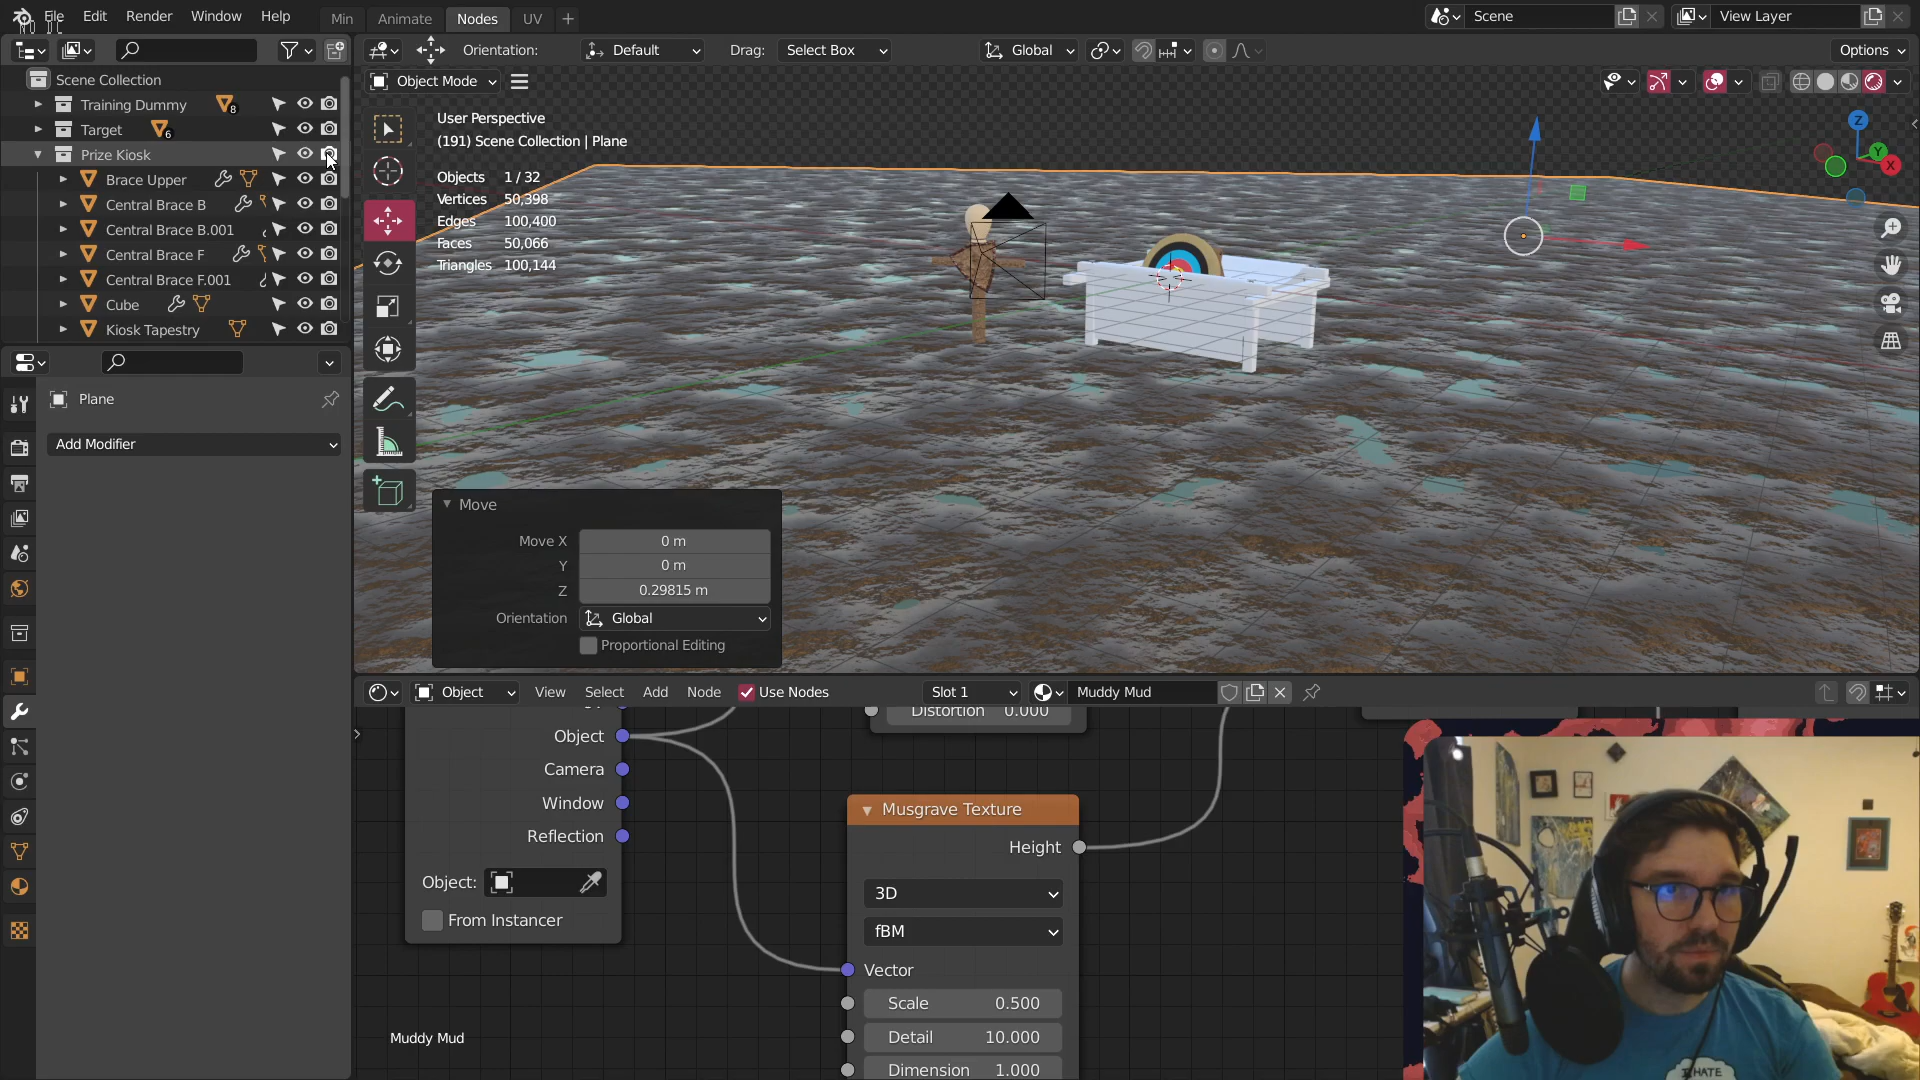 File Edit Render Window Help Min Animate Nodes UV + Scene View Layer
Orientation: Default Drag: Select Box Global Options
Scene Collection
Training Dummy 8
Target 6
Prize Kiosk
Brace Upper
Central Brace B
Central Brace B.001
Central Brace F
Central Brace F.001
Cube
Kiosk Tapestry
Plane
Add Modifier
Object Mode
User Perspective
(191) Scene Collection | Plane
Objects 1 / 32
Vertices 50,398
Edges 100,400
Faces 50,066
Triangles 100,144
Z
Y
X
Move
Move X 0 m
Y 0 m
Z 0.29815 m
Orientation Global
Proportional Editing
Object View Select Add Node Use Nodes Slot 1 Muddy Mud
Distortion 0.000
Object
Camera
Window
Reflection
Object:
From Instancer
Musgrave Texture
Height
3D
fBM
Vector
Scale 0.500
Detail 10.000
Dimension 1.000
Muddy Mud
I HATE